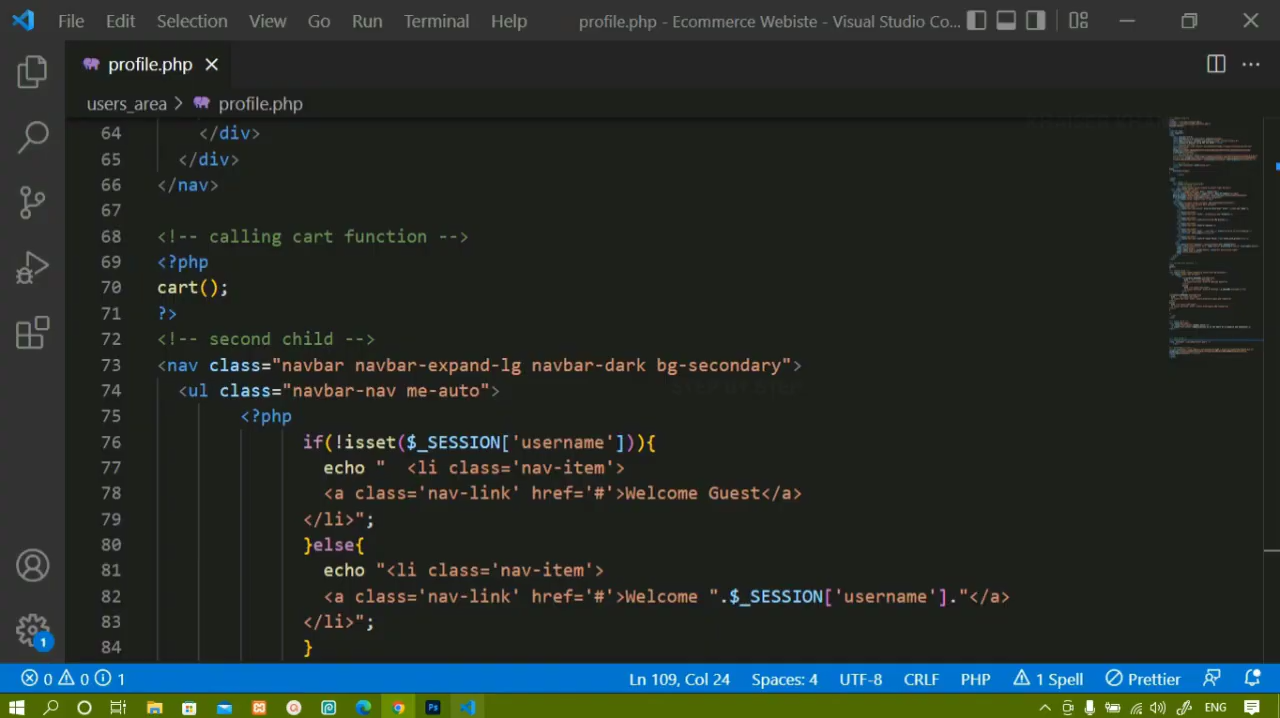 File Edit Selection View Go Run Terminal Help profile.php - Ecommerce Webiste - Visual Studio Co...
profile.php
users_area > profile.php
64 </div>
65 </div>
66 </nav>
67
68 <!-- calling cart function -->
69 <?php
70 cart();
71 ?>
72 <!-- second child -->
73 <nav class="navbar navbar-expand-lg navbar-dark bg-secondary">
74 <ul class="navbar-nav me-auto">
75 <?php
76 if(!isset($_SESSION['username'])){
77 echo "  <li class='nav-item'>
78 <a class='nav-link' href='#'>Welcome Guest</a>
79 </li>";
80 }else{
81 echo "<li class='nav-item'>
82 <a class='nav-link' href='#'>Welcome ".$_SESSION['username']."</a>
83 </li>";
84 }
1
0 0 1 Ln 109, Col 24 Spaces: 4 UTF-8 CRLF PHP 1 Spell Prettier
Ps ENG